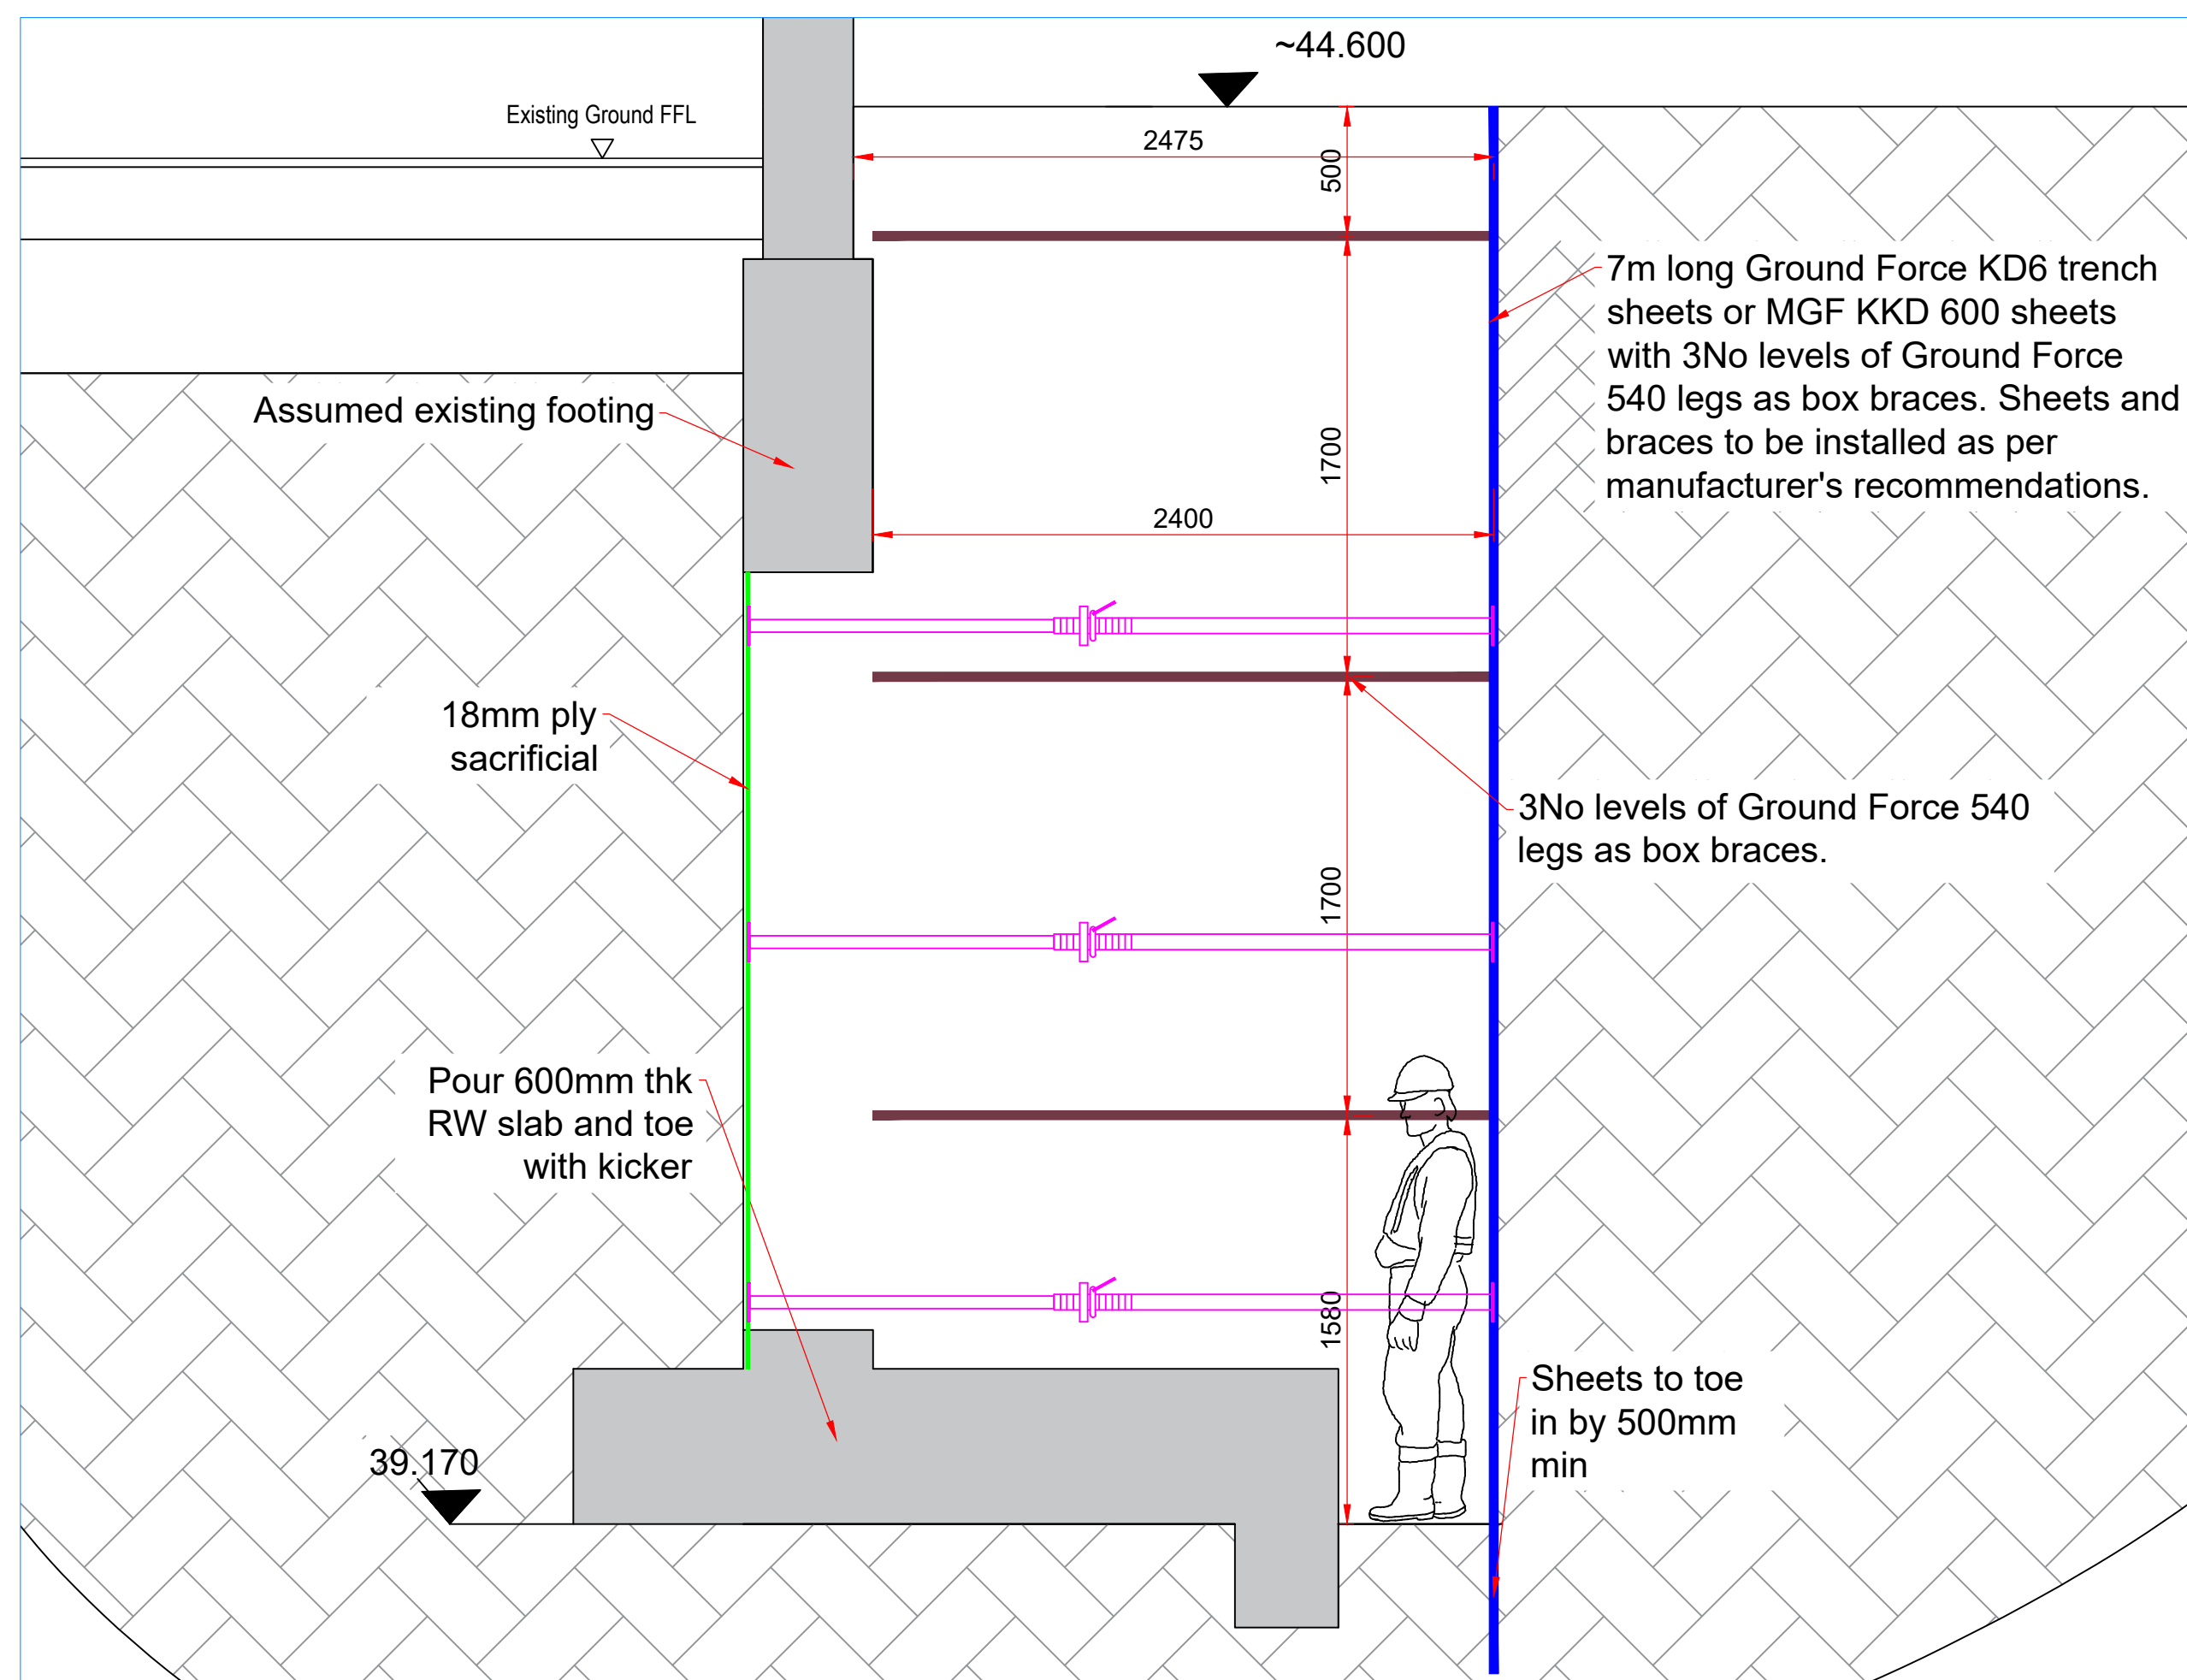 ~44.600
Existing Ground FFL
2475
500
7m long Ground Force KD6 trench
sheets or MGF KKD 600 sheets
with 3No levels of Ground Force
540 legs as box braces. Sheets and
braces to be installed as per
manufacturer's recommendations.
Assumed existing footing
1700
2400
18mm ply
sacrificial
3No levels of Ground Force 540
legs as box braces.
1700
Pour 600mm thk
RW slab and toe
with kicker
1580
Sheets to toe
in by 500mm
min
39.170